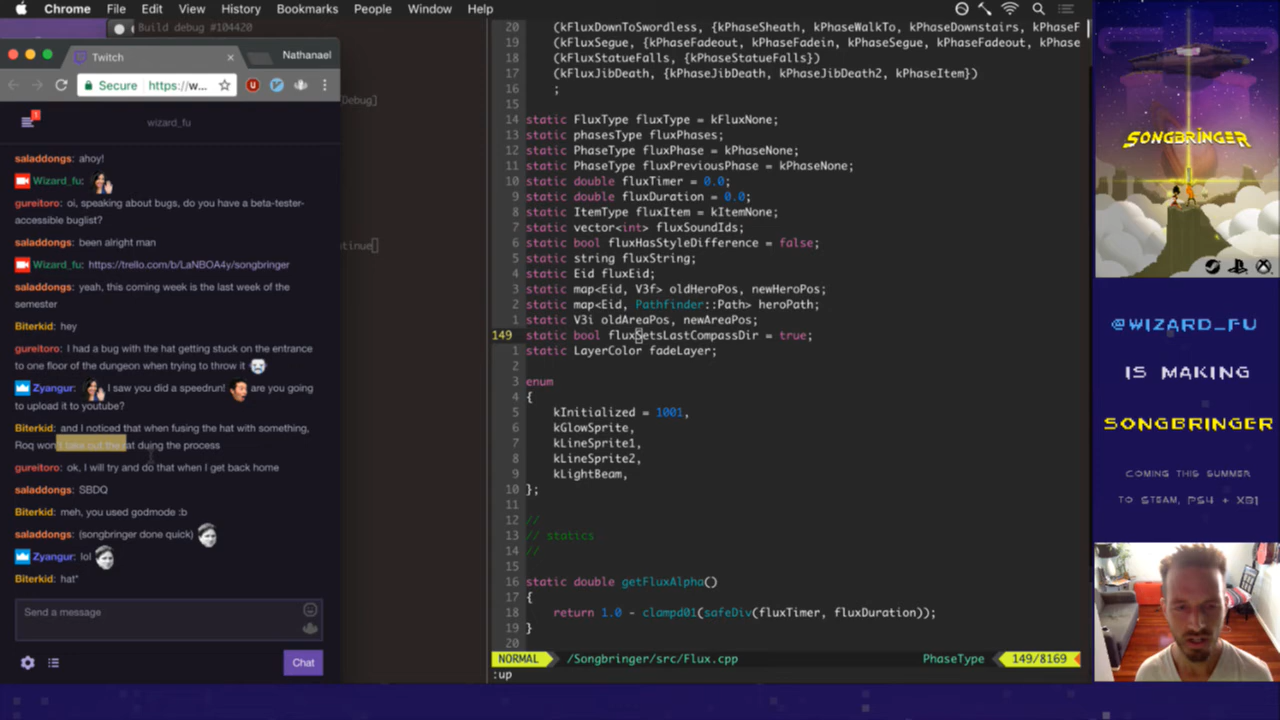 Chrome File Edit View History Bookmarks People Window Help
Build debug #104420
Twitch
Nathanael
Secure https://w...
Debug]
wizard_fu
saladdongs: ahoy!
Wizard_fu:
gureitoro: oi, speaking about bugs, do you have a beta-tester-
accessible buglist?
saladdongs: been alright man
Wizard_fu: https://trello.com/b/LaNBOA4y/songbringer
saladdongs: yeah, this coming week is the last week of the
semester
Biterkid: hey
gureitoro: I had a bug with the hat getting stuck on the entrance
to one floor of the dungeon when trying to throw it
Zyangur: I saw you did a speedrun! are you going
to upload it to youtube?
Biterkid: and I noticed that when fusing the hat with something,
Roq won't take out the rat duing the process
gureitoro: ok, I will try and do that when I get back home
saladdongs: SBDQ
Biterkid: meh, you used godmode :b
saladdongs: (songbringer done quick)
Zyangur: lol
Biterkid: hat*
Send a message
Chat
20 (kFluxDownToSwordless, {kPhaseSheath, kPhaseWalkTo, kPhaseDownstairs, kPhaseF
19 (kFluxSegue, {kPhaseFadeout, kPhaseFadein, kPhaseSegue, kPhaseFadeout, kPhase
18 (kFluxStatueFalls, {kPhaseStatueFalls})
17 (kFluxJibDeath, {kPhaseJibDeath, kPhaseJibDeath2, kPhaseItem})
16 ;
15
14 static FluxType fluxType = kFluxNone;
13 static phasesType fluxPhases;
12 static PhaseType fluxPhase = kPhaseNone;
11 static PhaseType fluxPreviousPhase = kPhaseNone;
10 static double fluxTimer = 0.0;
9 static double fluxDuration = 0.0;
8 static ItemType fluxItem = kItemNone;
7 static vector<int> fluxSoundIds;
6 static bool fluxHasStyleDifference = false;
5 static string fluxString;
4 static Eid fluxEid;
3 static map<Eid, V3f> oldHeroPos, newHeroPos;
2 static map<Eid, Pathfinder::Path> heroPath;
1 static V3i oldAreaPos, newAreaPos;
149 static bool fluxSetsLastCompassDir = true;
1 static LayerColor fadeLayer;
2
3 enum
4 {
5 kInitialized = 1001,
6 kGlowSprite,
7 kLineSprite1,
8 kLineSprite2,
9 kLightBeam,
10 };
11
12 //
13 // statics
14 //
15
16 static double getFluxAlpha()
17 {
18 return 1.0 - clampd01(safeDiv(fluxTimer, fluxDuration));
19 }
20
NORMAL /Songbringer/src/Flux.cpp PhaseType 149/8169
:up
SONGBRINGER
@WIZARD_FU
IS MAKING
SONGBRINGER
COMING THIS SUMMER
TO STEAM, PS4 + XB1